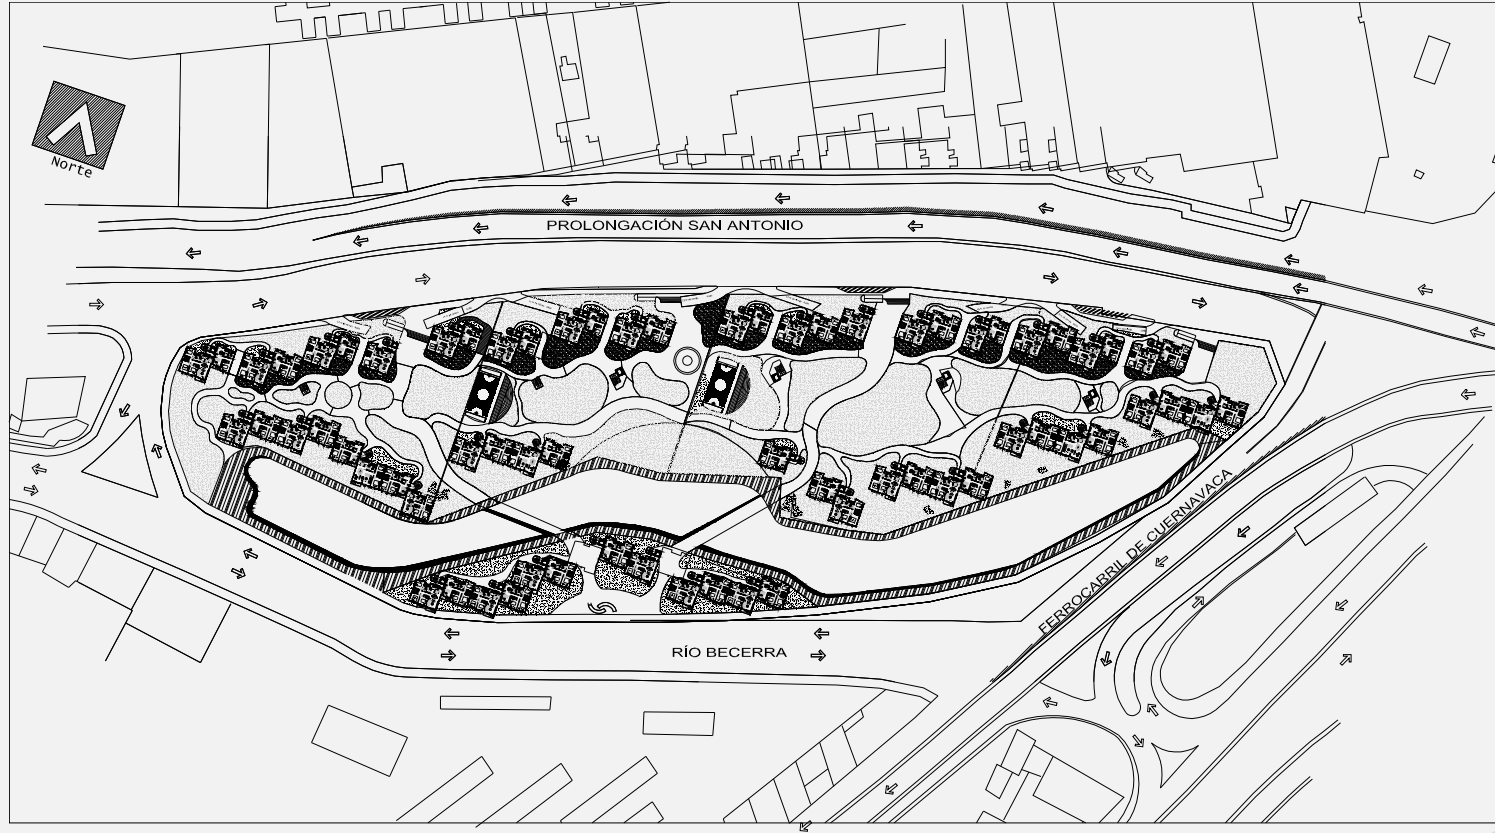 Norte
PROLONGACIÓN SAN ANTONIO
FERROCARRIL DE CUERNAVACA
RÍO BECERRA